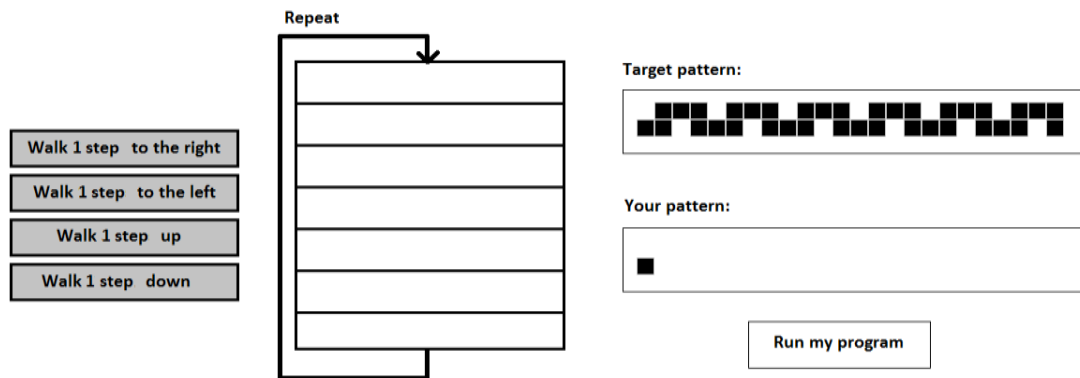 Repeat
Target pattern:
Walk 1 step to the right
Walk 1 step to the left
Walk 1 step up
Walk 1 step down
Your pattern:
Run my program